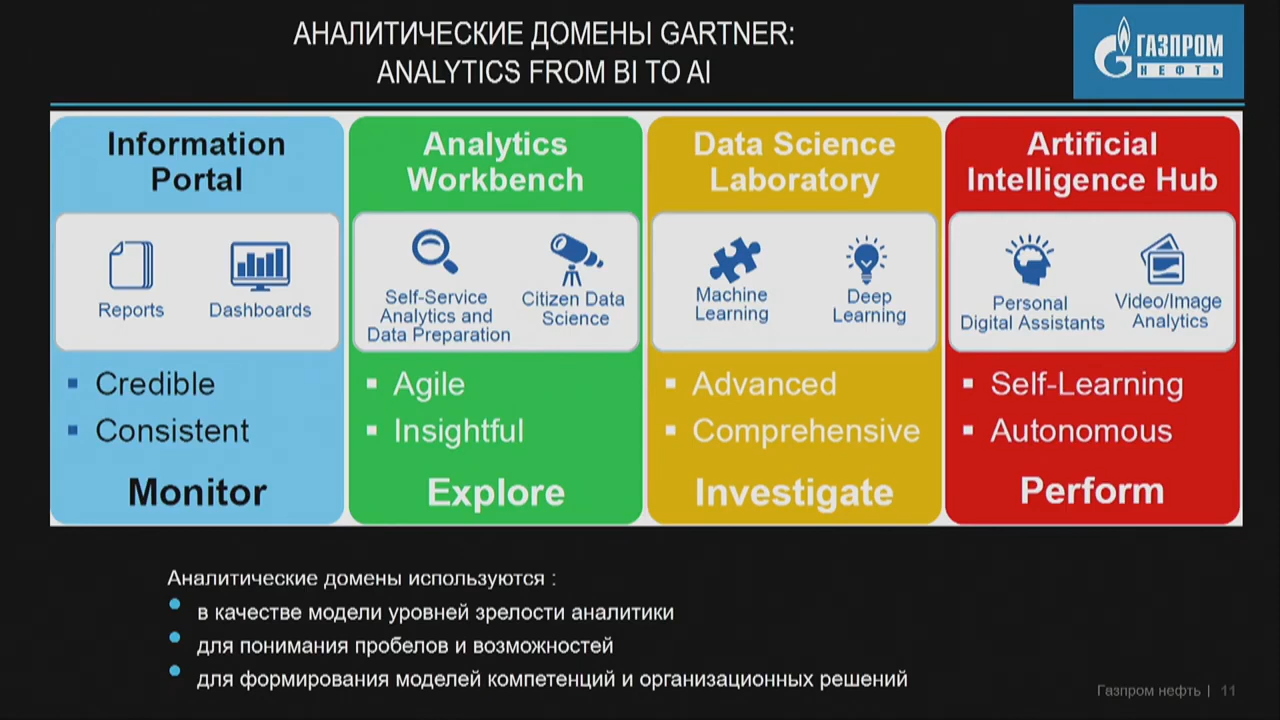 АНАЛИТИЧЕСКИЕ ДОМЕНЫ GARTNER:
ANALYTICS FROM BI TO AI
ГАЗПРОМ
НЕФТЬ
Information
Portal
Reports
Dashboards
Credible
Consistent
Monitor
Analytics
Workbench
Self-Service
Analytics and
Data Preparation
Citizen Data
Science
Agile
Insightful
Explore
Data Science
Laboratory
Machine
Learning
Deep
Learning
Advanced
Comprehensive
Investigate
Artificial
Intelligence Hub
Personal
Digital Assistants
Video/Image
Analytics
Self-Learning
Autonomous
Perform
Аналитические домены используются :
в качестве модели уровней зрелости аналитики
для понимания пробелов и возможностей
для формирования моделей компетенций и организационных решений
Газпром нефть | 11